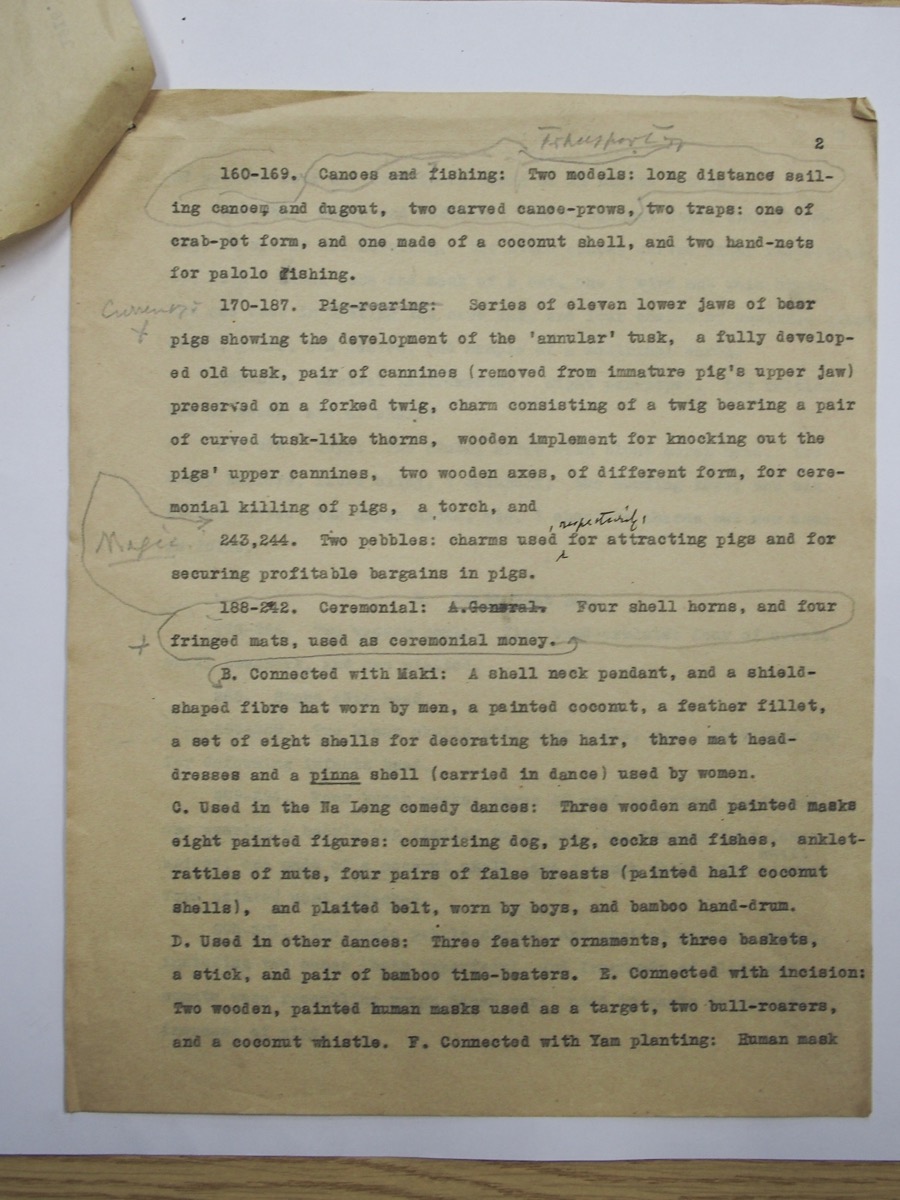 Transport
2
160-169. Canoes and fishing: Two models: long distance sail-
ing canoe, and dugout, two carved canoe-prows, two traps: one of
crab-pot form, and one made of a coconut shell, and two hand-nets
for palolo fishing.
Currency
170-187. Pig-rearing: Series of eleven lower jaws of boar
pigs showing the development of the 'annular' tusk, a fully develop-
ed old tusk, pair of cannines (removed from immature pig's upper jaw)
preserved on a forked twig, charm consisting of a twig bearing a pair
of curved tusk-like thorns, wooden implement for knocking out the
pigs' upper cannines, two wooden axes, of different form, for cere-
monial killing of pigs, a torch, and
, respectively,
Magic
243,244. Two pebbles: charms used for attracting pigs and for
securing profitable bargains in pigs.
188-242. Ceremonial: A.General. Four shell horns, and four
fringed mats, used as ceremonial money.
B. Connected with Maki: A shell neck pendant, and a shield-
shaped fibre hat worn by men, a painted coconut, a feather fillet,
a set of eight shells for decorating the hair, three mat head-
dresses and a pinna shell (carried in dance) used by women.
C. Used in the Na Leng comedy dances: Three wooden and painted masks
eight painted figures: comprising dog, pig, cocks and fishes, anklet-
rattles of nuts, four pairs of false breasts (painted half coconut
shells), and plaited belt, worn by boys, and bamboo hand-drum.
D. Used in other dances: Three feather ornaments, three baskets,
a stick, and pair of bamboo time-beaters. E. Connected with incision:
Two wooden, painted human masks used as a target, two bull-roarers,
and a coconut whistle. F. Connected with Yam planting: Human mask